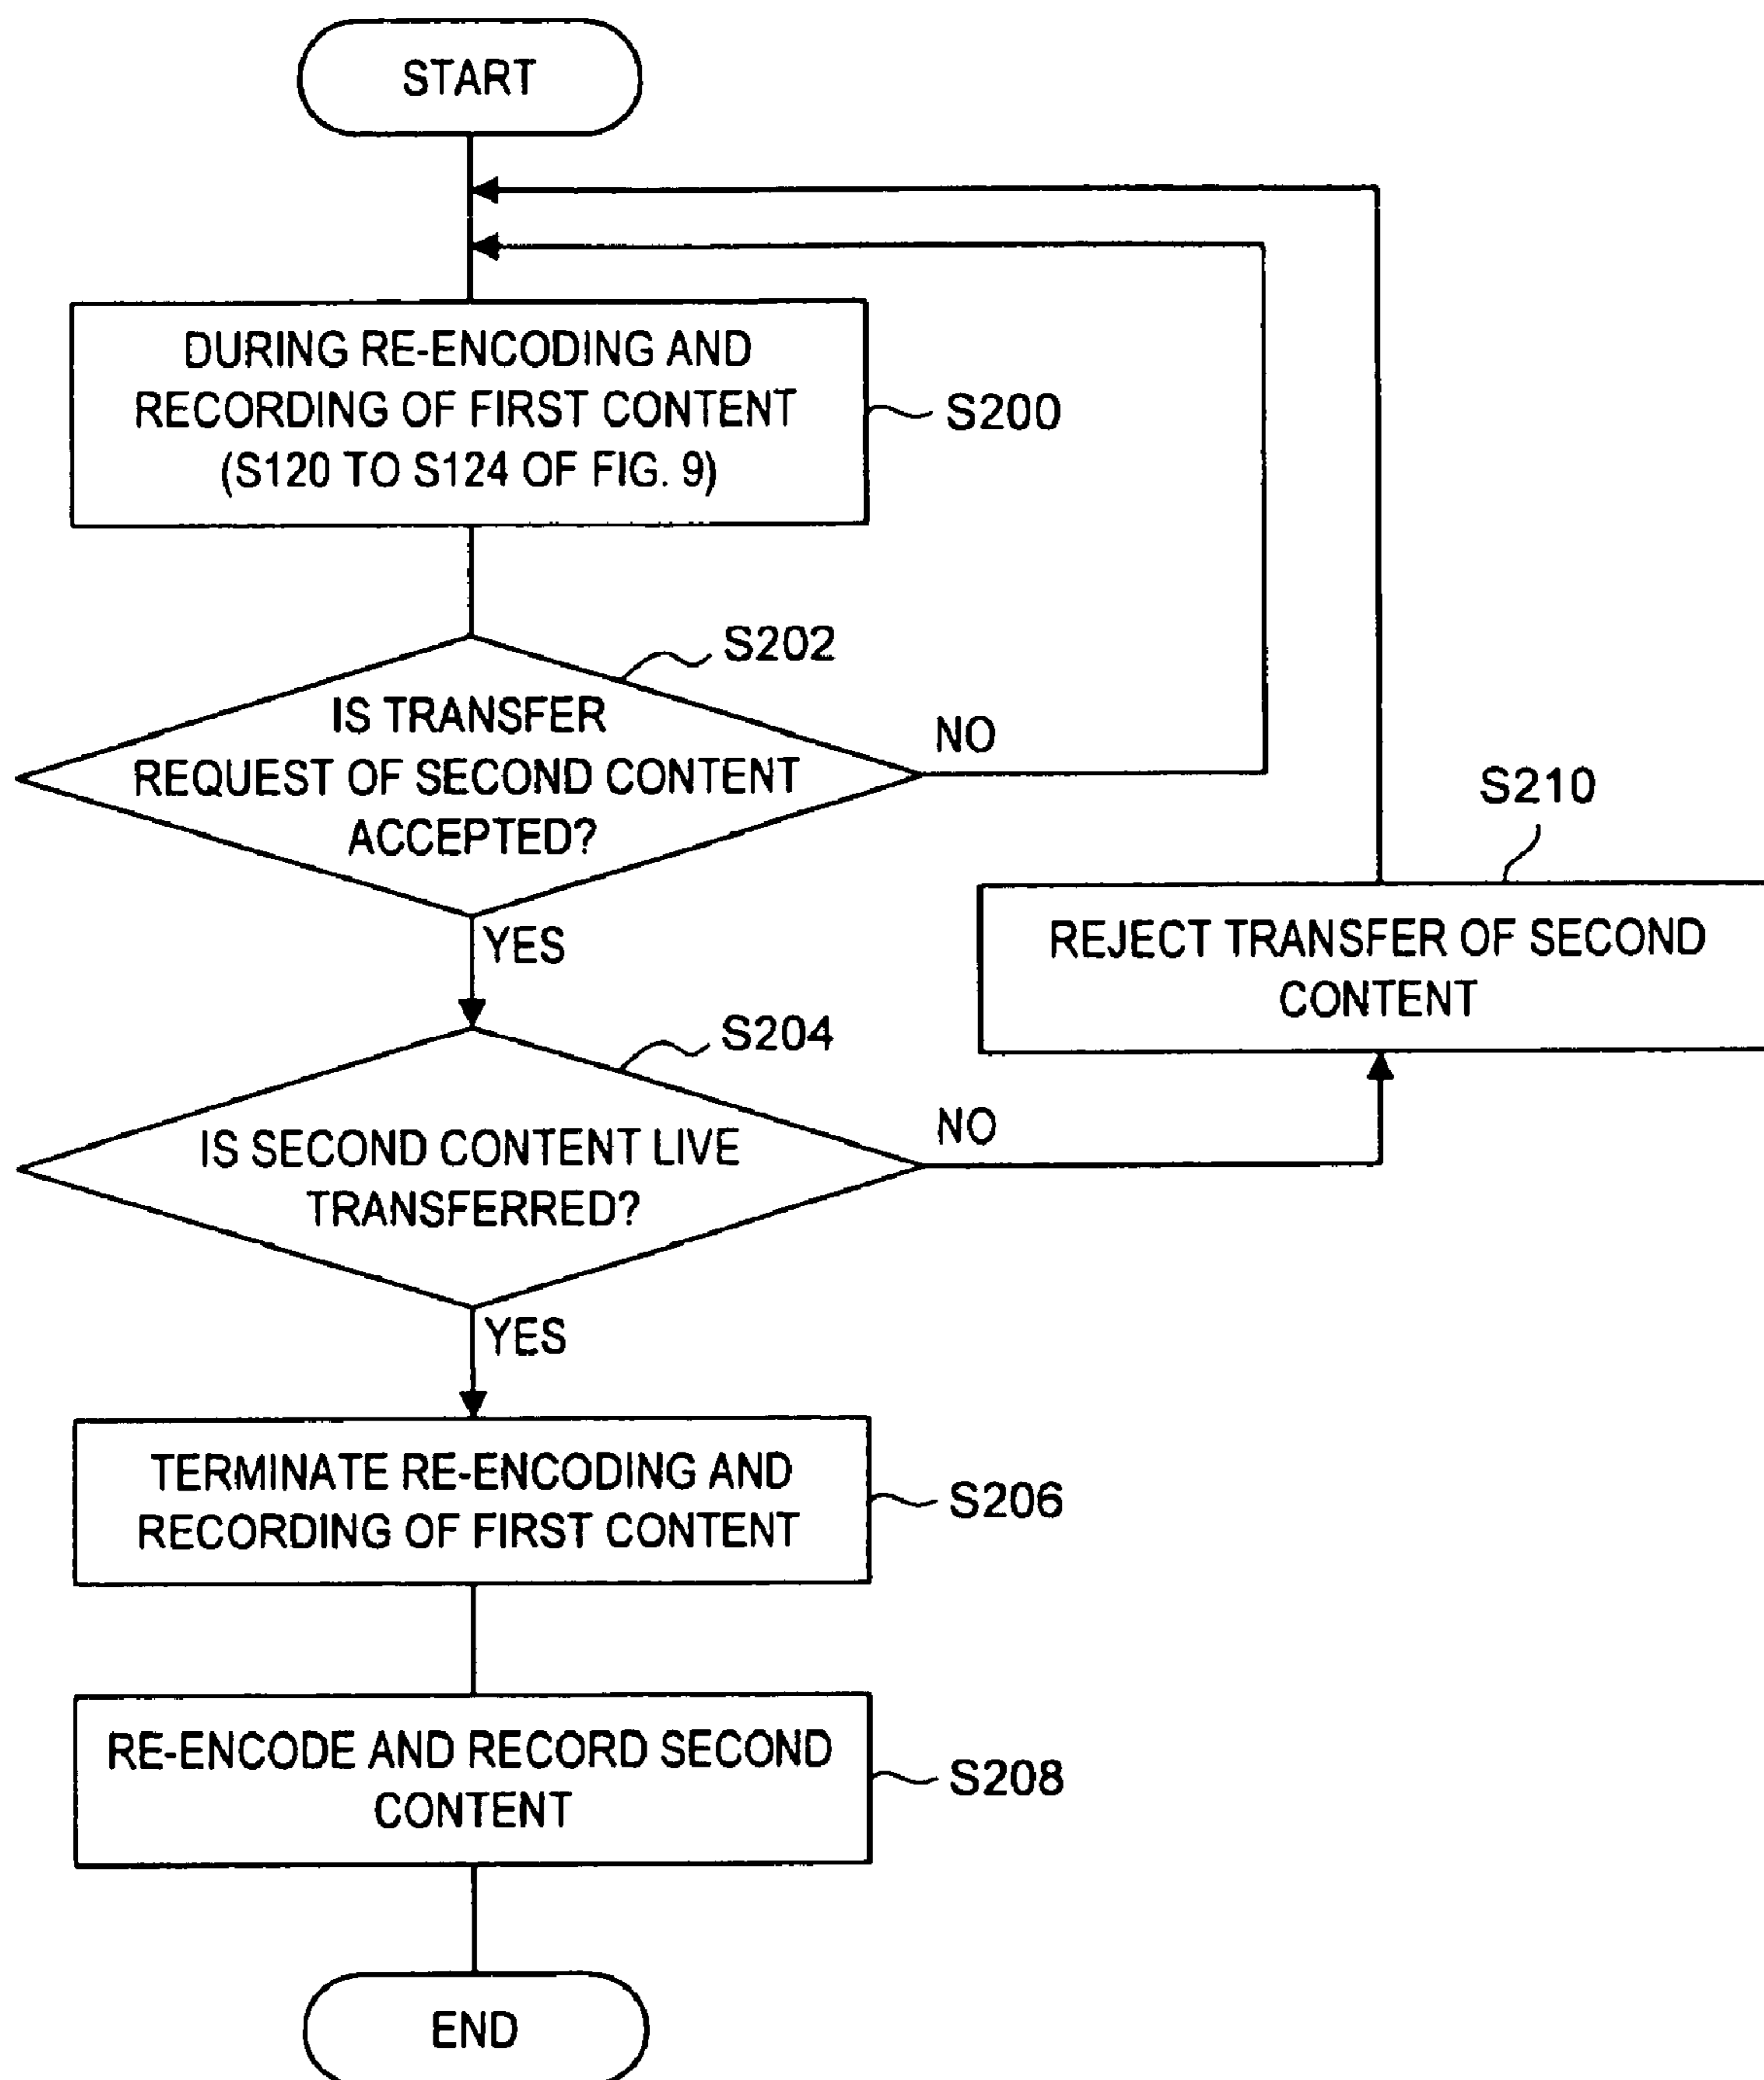 START
DURING RE-ENCODING AND
RECORDING OF FIRST CONTENT
(S120 TO S124 OF FIG. 9)
S200
S202
IS TRANSFER
REQUEST OF SECOND CONTENT
ACCEPTED?
NO
YES
S210
REJECT TRANSFER OF SECOND
CONTENT
S204
IS SECOND CONTENT LIVE
TRANSFERRED?
NO
YES
TERMINATE RE-ENCODING AND
RECORDING OF FIRST CONTENT
S206
RE-ENCODE AND RECORD SECOND
CONTENT
S208
END